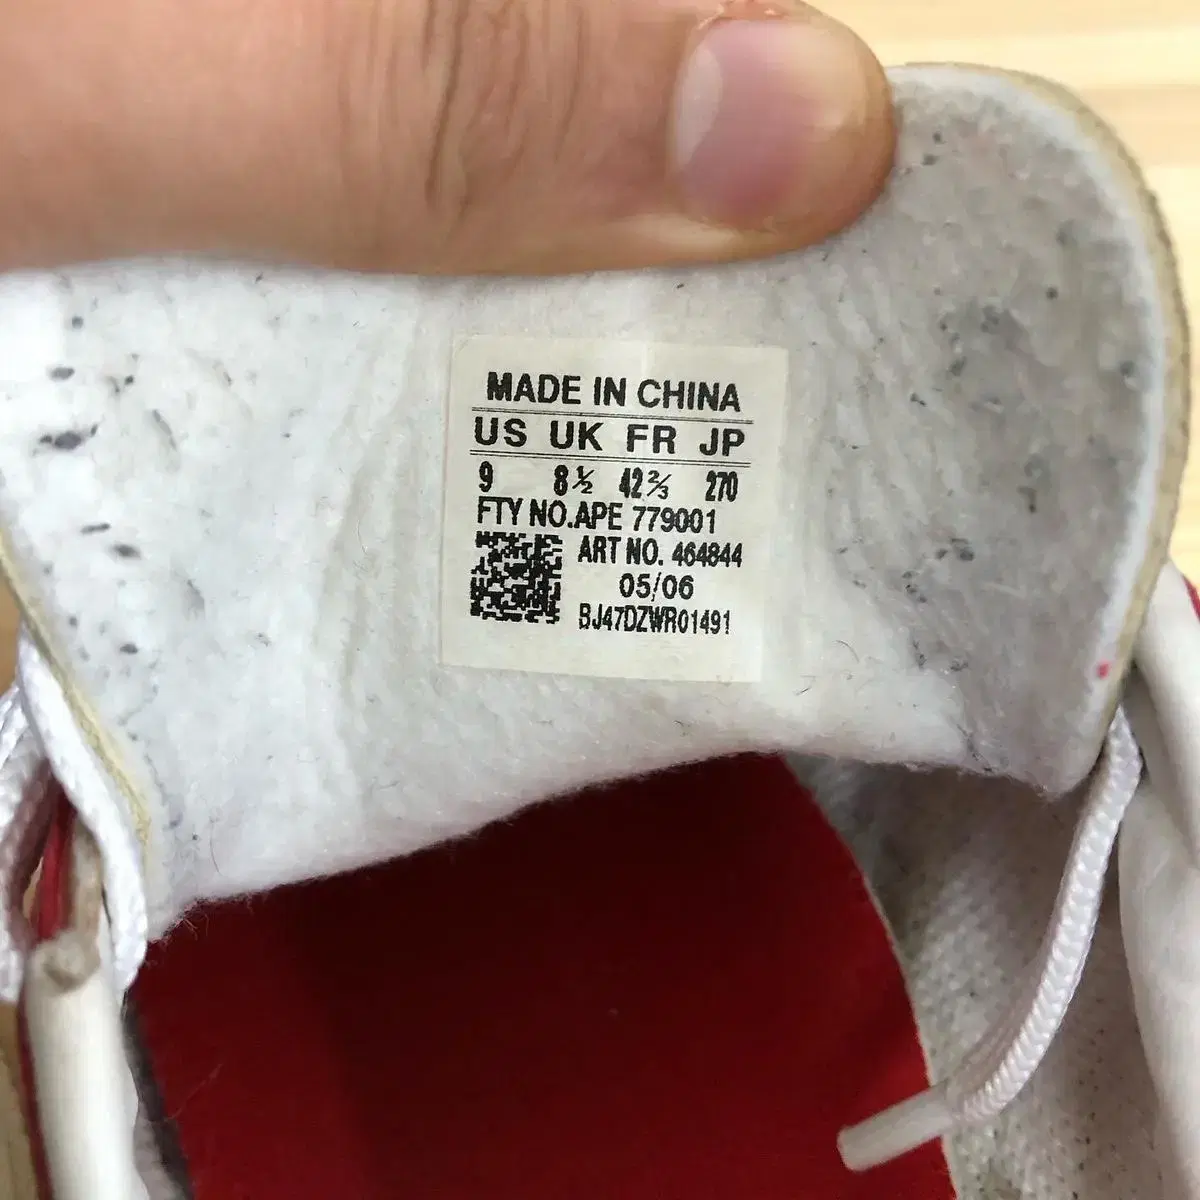 MADE IN CHINA
US UK FR JP
9 8½ 42⅔ 270
FTY NO.APE 779001
ART NO. 464844
05/06
BJ47DZWR01491